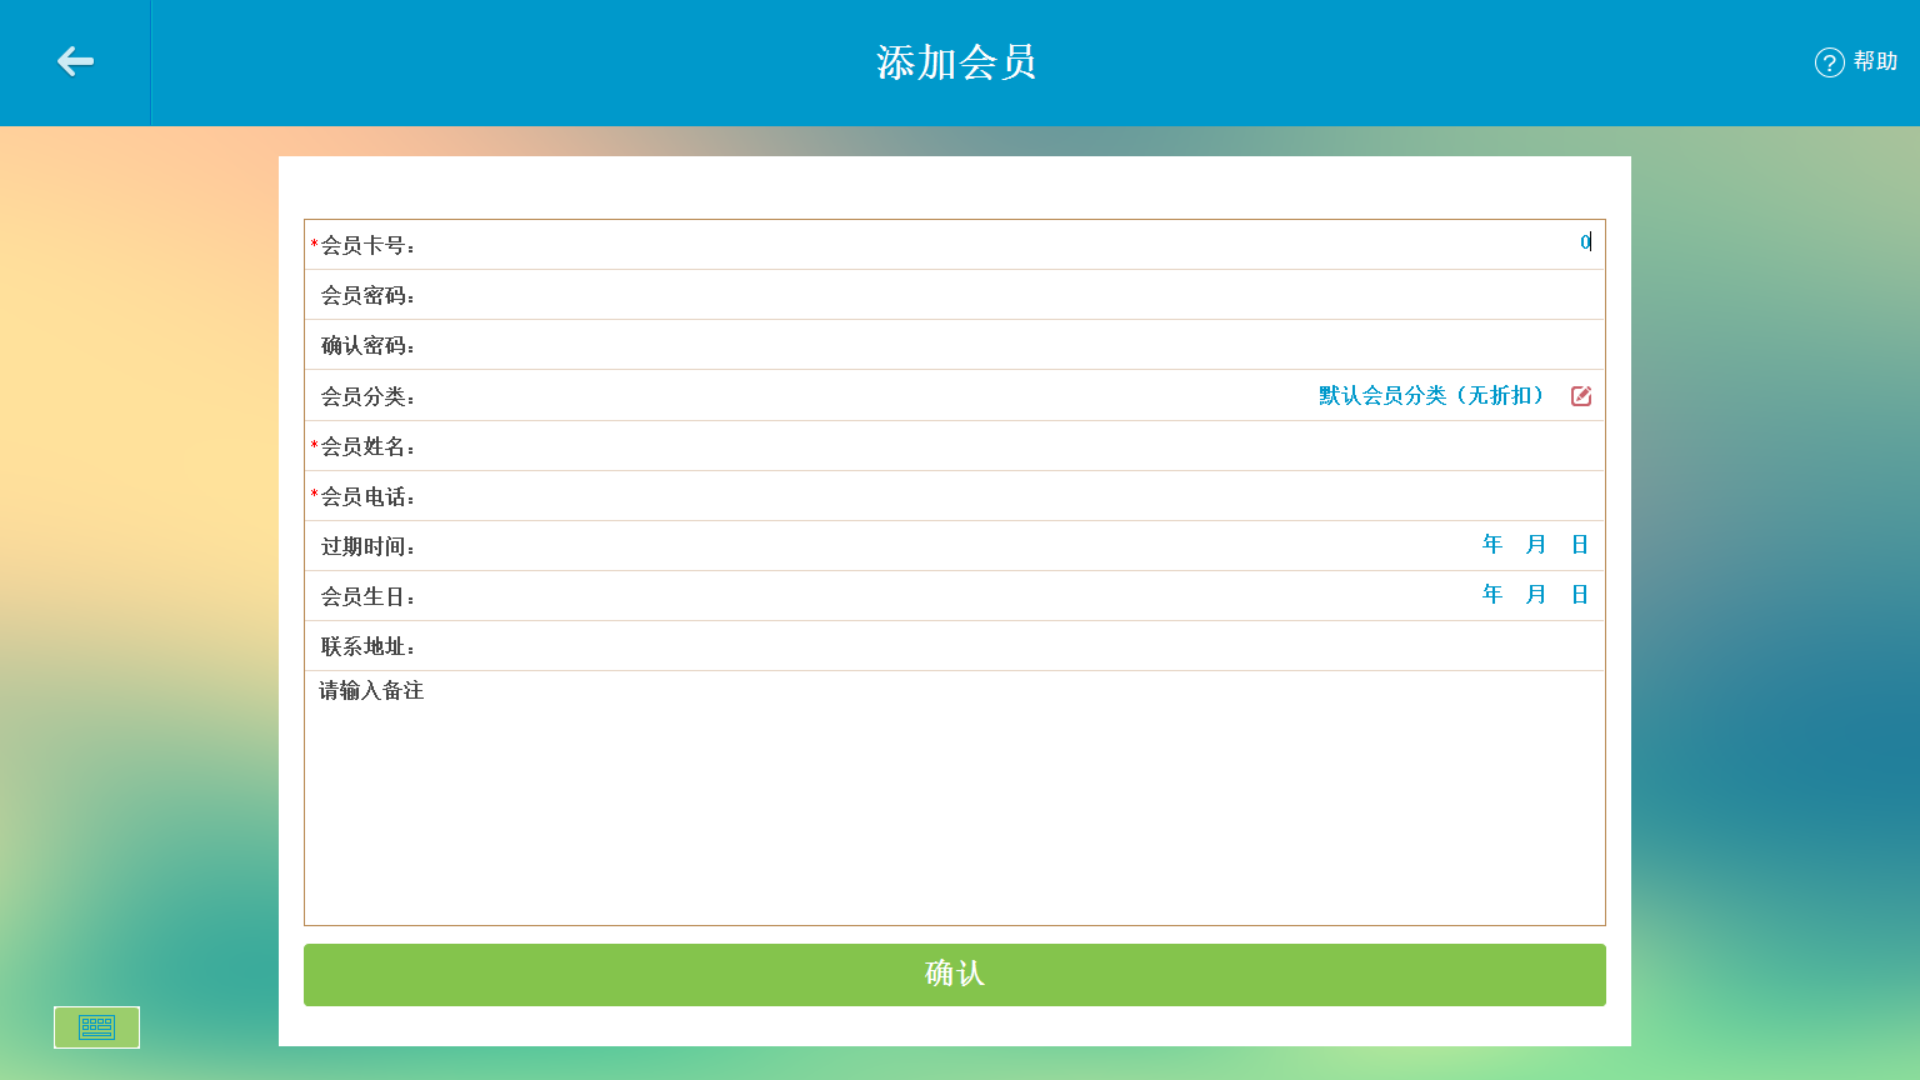 添加会员
? 帮助
*会员卡号： 0
会员密码：
确认密码：
会员分类： 默认会员分类（无折扣）
*会员姓名：
*会员电话：
过期时间： 年 月 日
会员生日： 年 月 日
联系地址：
请输入备注
确认